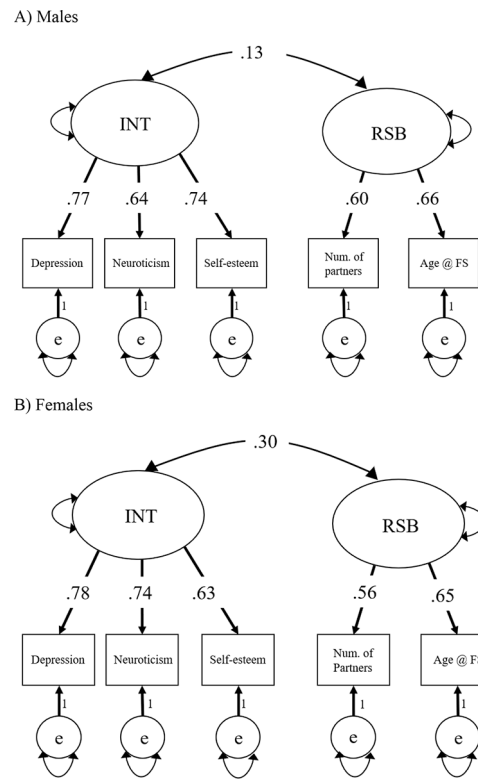 A) Males
.13
INT
RSB
.77 .64 .74 .60 .66
Depression Neuroticism Self-esteem Num. of partners Age @ FS
1 1 1 1 1
e e e e e
B) Females
.30
INT
RSB
.78 .74 .63 .56 .65
Depression Neuroticism Self-esteem Num. of Partners Age @ FS
1 1 1 1 1
e e e e e